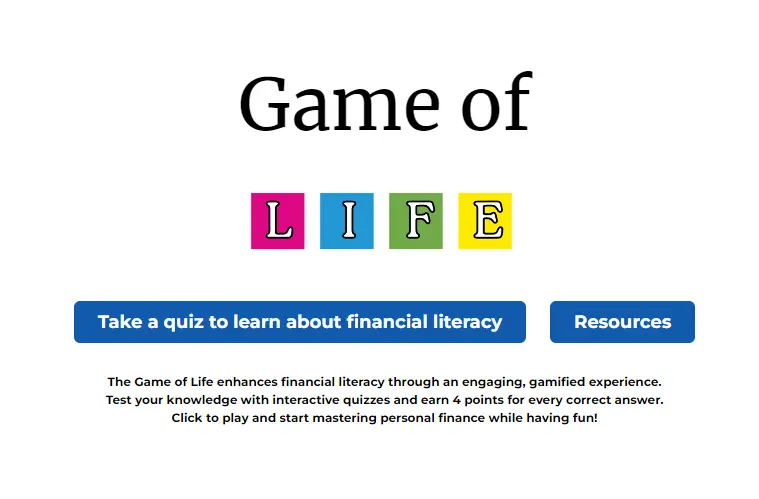 Game of
L I F E
Take a quiz to learn about financial literacy
Resources
The Game of Life enhances financial literacy through an engaging, gamified experience.
Test your knowledge with interactive quizzes and earn 4 points for every correct answer.
Click to play and start mastering personal finance while having fun!